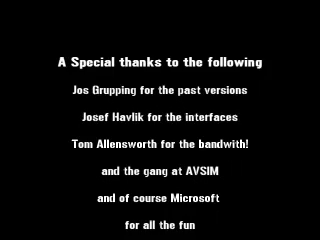 A Special thanks to the following
Jos Grupping for the past versions
Josef Havlik for the interfaces
Tom Allensworth for the bandwith!
and the gang at AVSIM
and of course Microsoft
for all the fun